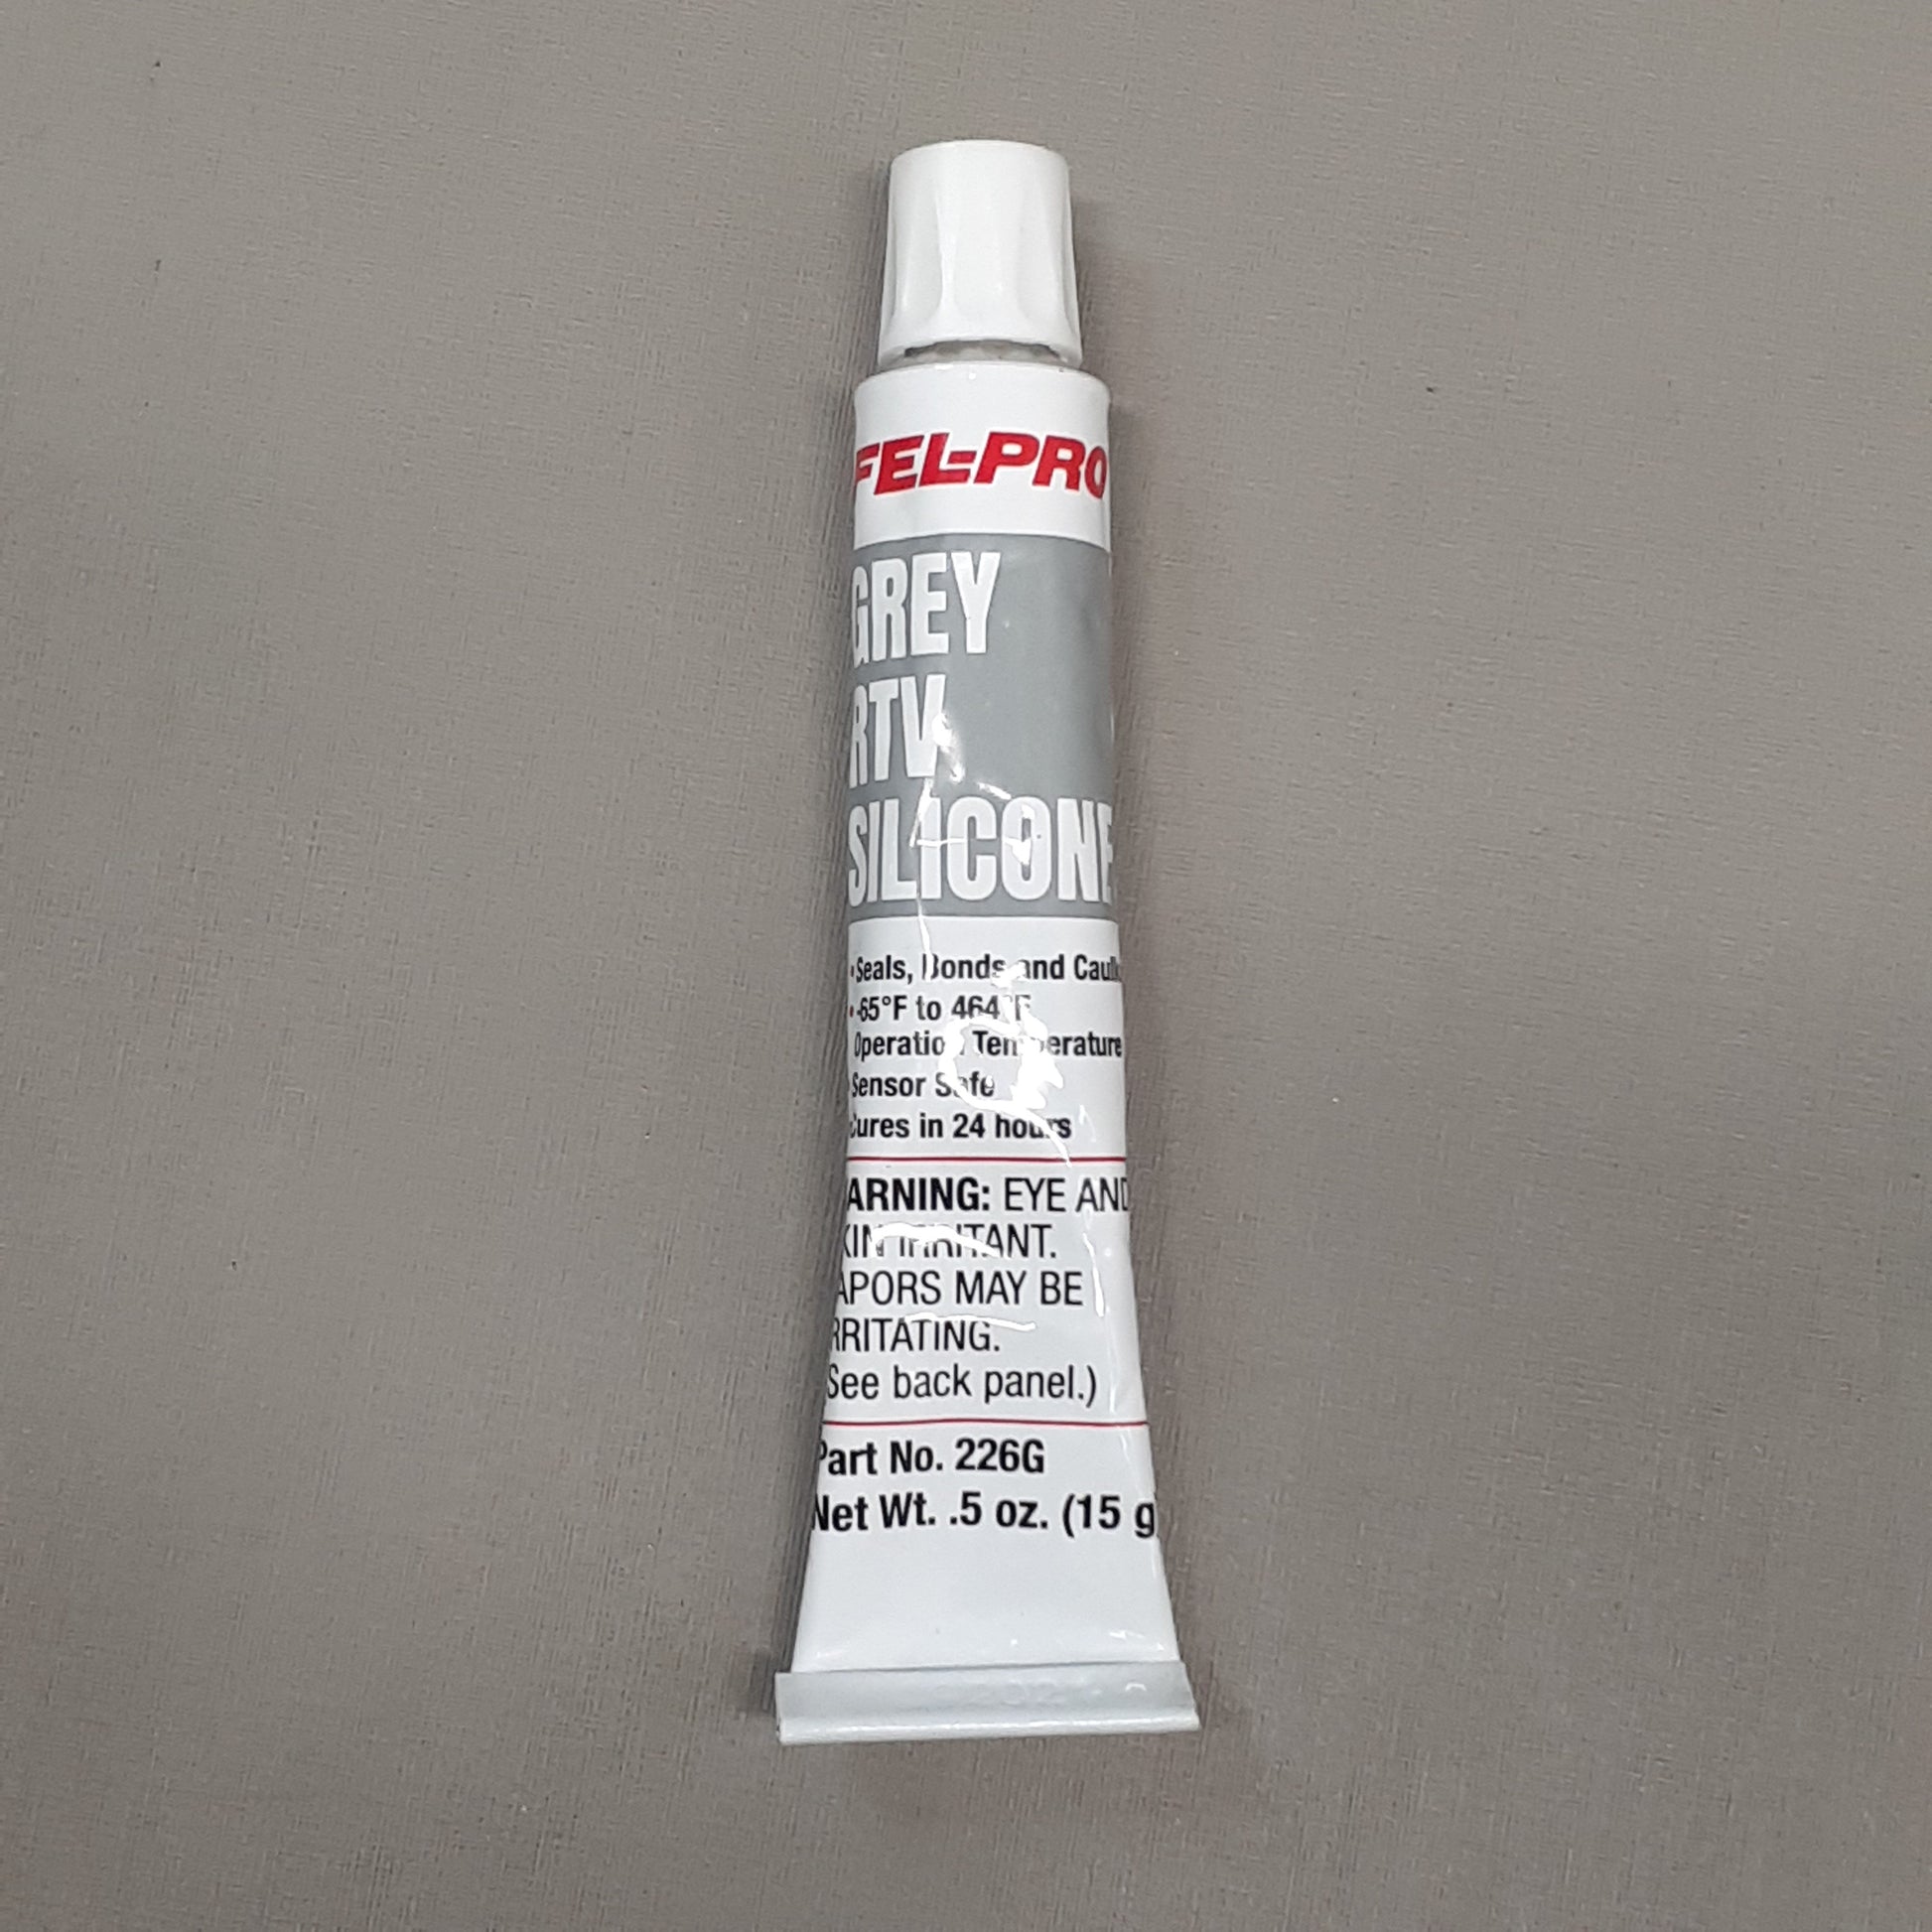 FEL-PRO
GREY
RTV
SILICONE
•Seals, Bonds and Caulk
•-65°F to 464°F
Operation Temperature
Sensor Safe
Cures in 24 hours
ARNING: EYE AND
KIN IRRITANT.
APORS MAY BE
RRITATING.
See back panel.)
Part No. 226G
Net Wt. .5 oz. (15 g